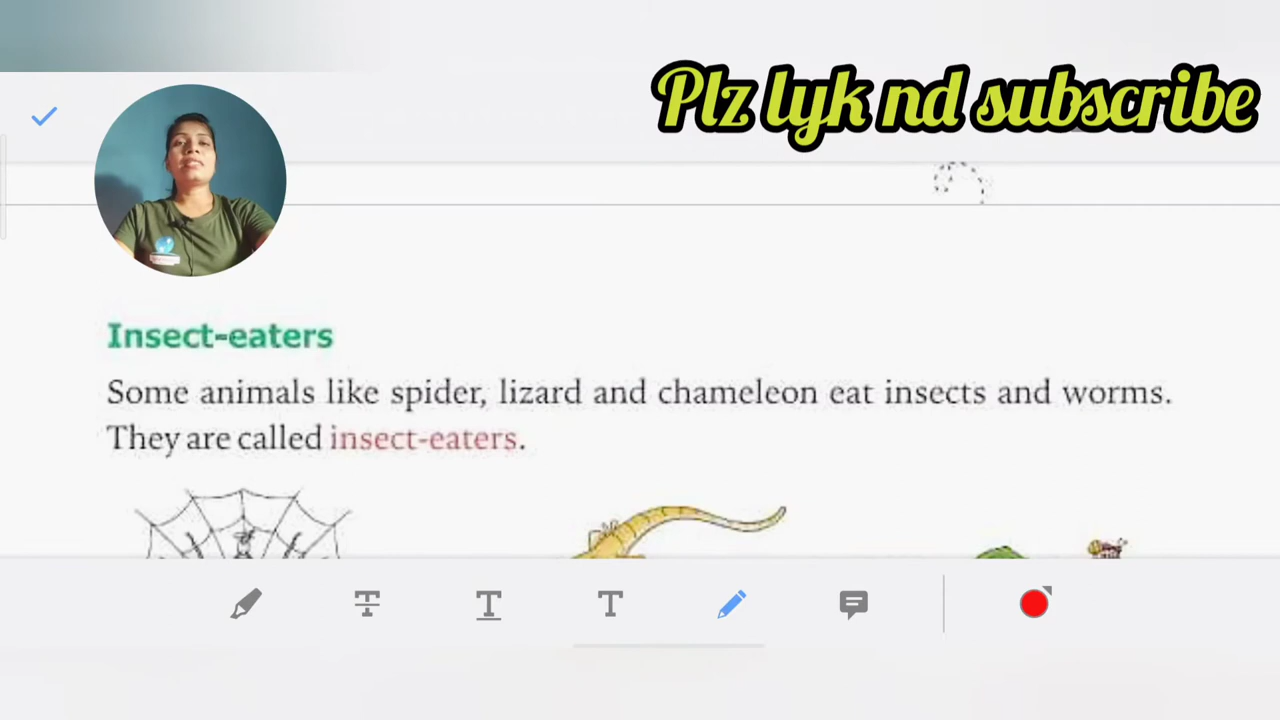 Plz lyk nd subscribe
Insect-eaters
Some animals like spider, lizard and chameleon eat insects and worms.
They are called insect-eaters.